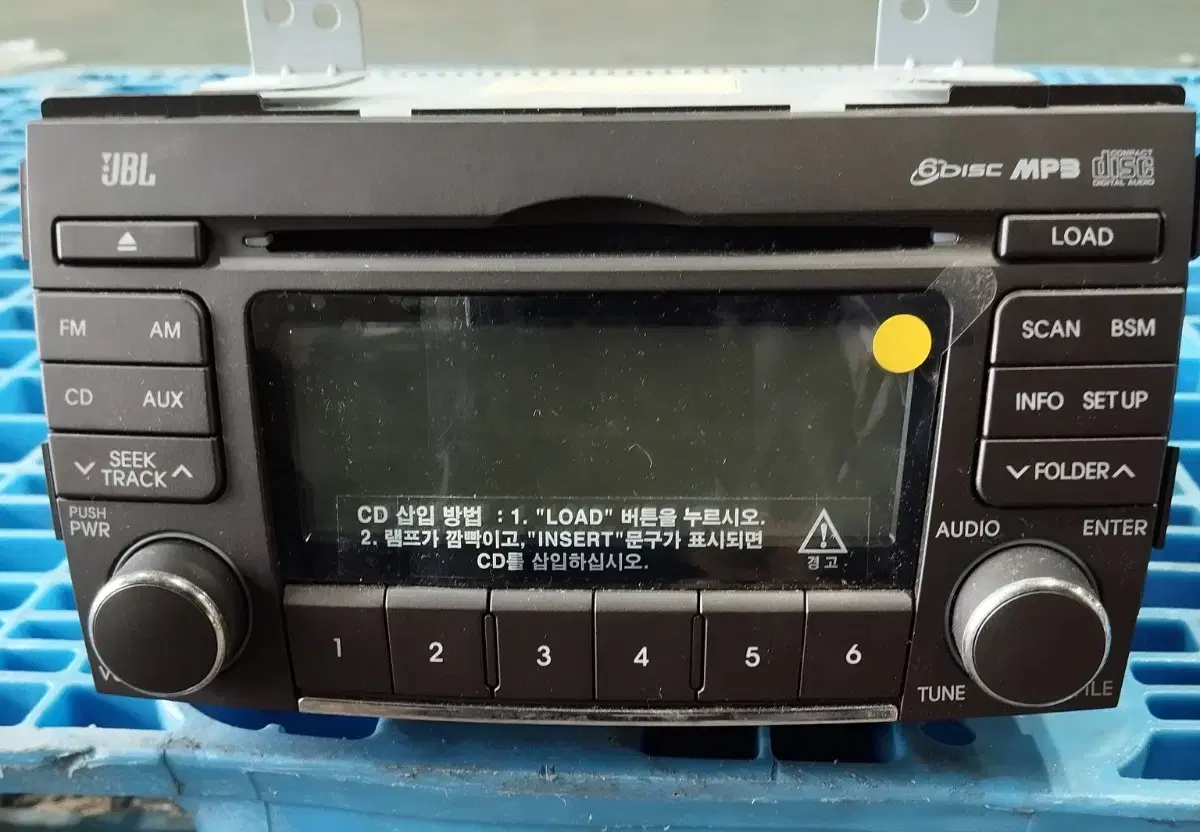 JBL
6DISC MP3 COMPACT disc DIGITAL AUDIO
LOAD
FM AM
SCAN BSM
CD AUX
INFO SETUP
SEEK
TRACK
FOLDER
PUSH
PWR
AUDIO ENTER
CD 삽입 방법 : 1. "LOAD" 버튼을 누르시오.
2. 램프가 깜빡이고,"INSERT"문구가 표시되면
CD를 삽입하십시오.
경고
1 2 3 4 5 6
TUNE